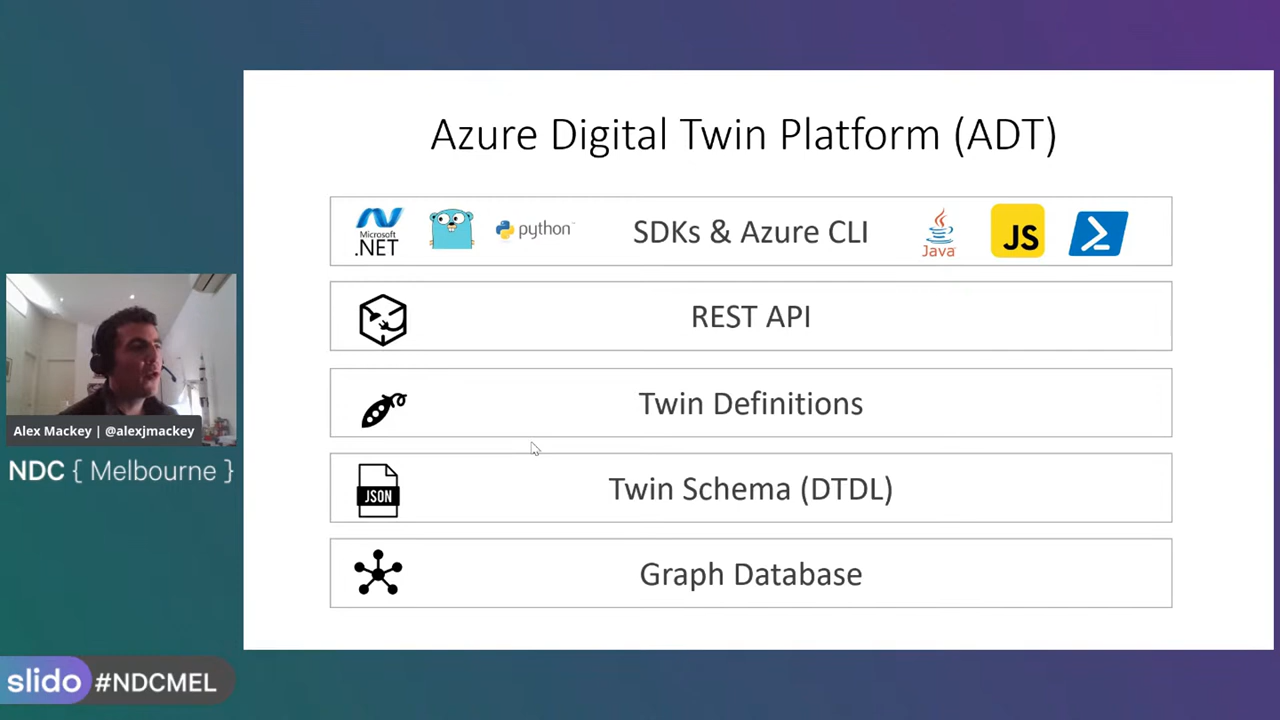 Azure Digital Twin Platform (ADT)
Microsoft
.NET
python
SDKs & Azure CLI
Java
JS
REST API
Twin Definitions
JSON
Twin Schema (DTDL)
Graph Database
Alex Mackey | @alexjmackey
NDC { Melbourne }
slido #NDCMEL